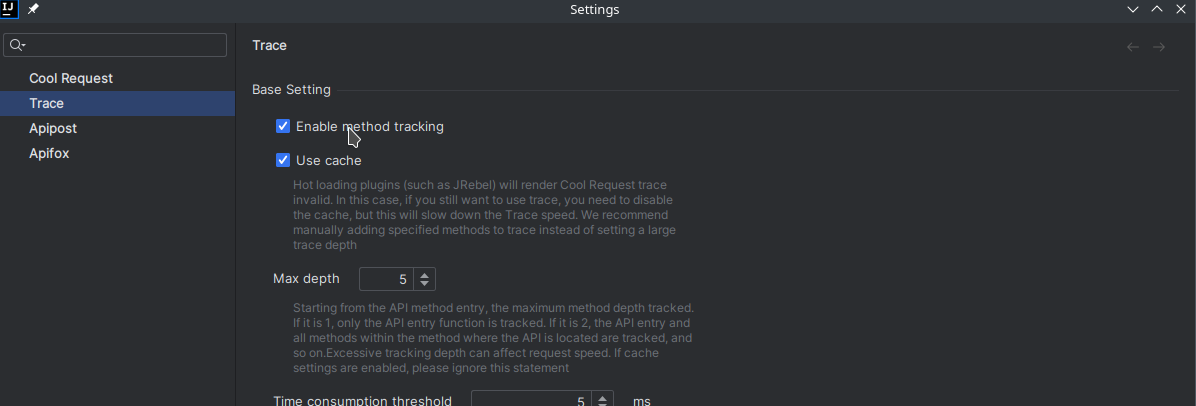 IJ
Settings
Cool Request
Trace
Apipost
Apifox
Trace
Base Setting
Enable method tracking
Use cache
Hot loading plugins (such as JRebel) will render Cool Request trace
invalid. In this case, if you still want to use trace, you need to disable
the cache, but this will slow down the Trace speed. We recommend
manually adding specified methods to trace instead of setting a large
trace depth
Max depth 5
Starting from the API method entry, the maximum method depth tracked.
If it is 1, only the API entry function is tracked. If it is 2, the API entry and
all methods within the method where the API is located are tracked, and
so on.Excessive tracking depth can affect request speed. If cache
settings are enabled, please ignore this statement
Time consumption threshold 5 ms